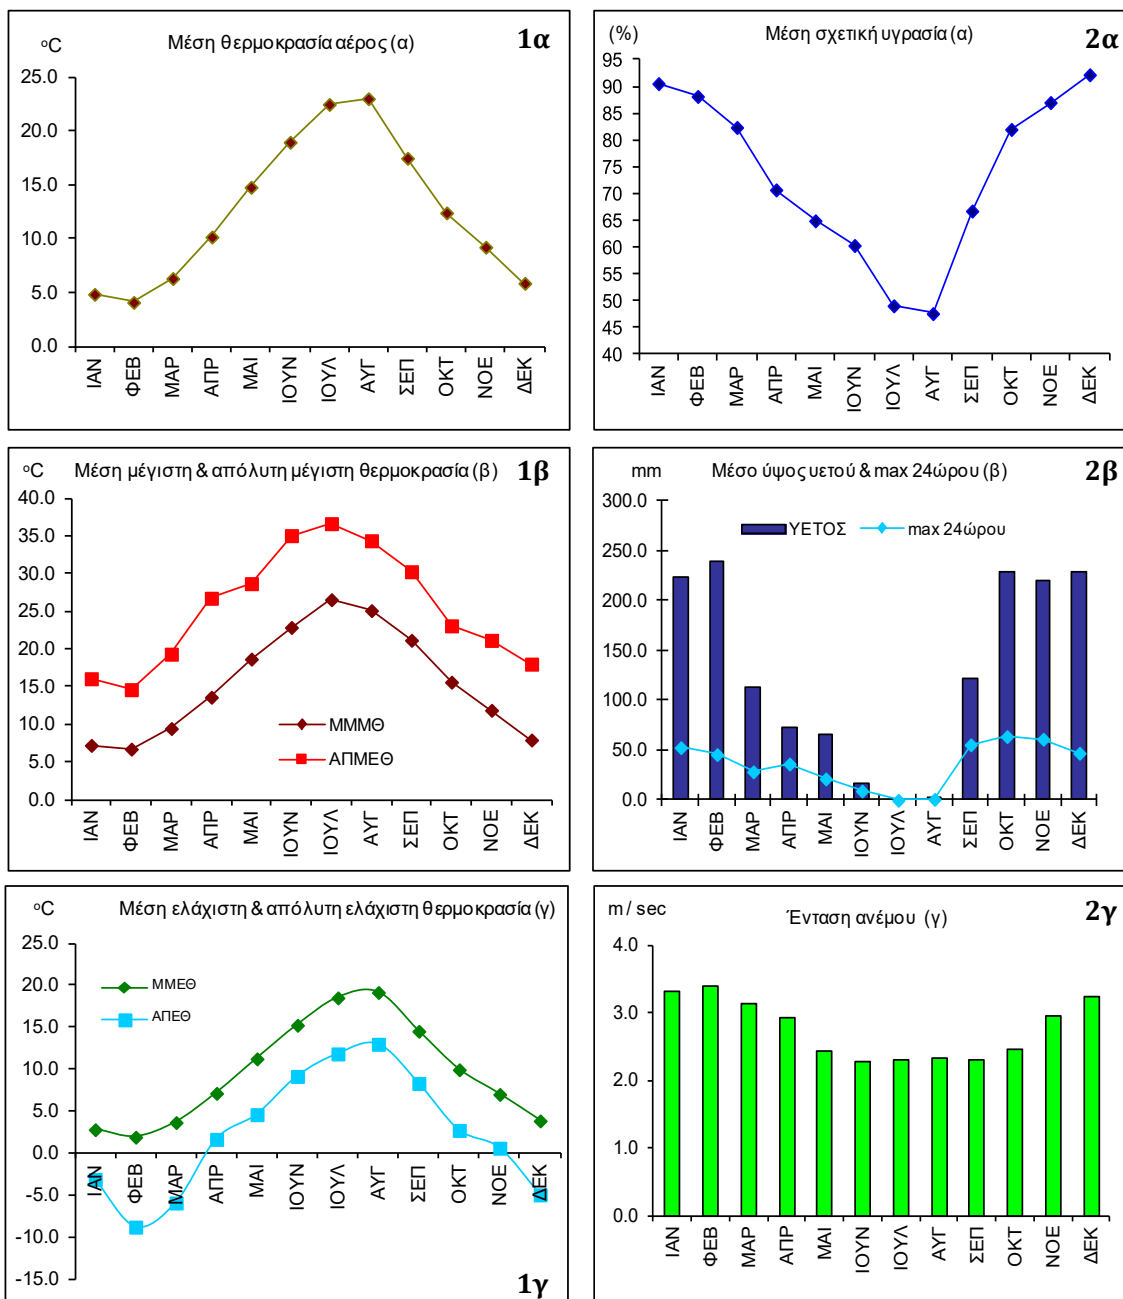 °C
Μέση θερμοκρασία αέρος (α)
1α
25.0
20.0
15.0
10.0
5.0
0.0
ΙΑΝ
ΦΕΒ
ΜΑΡ
ΑΠΡ
ΜΑΙ
ΙΟΥΝ
ΙΟΥΛ
ΑΥΓ
ΣΕΠ
ΟΚΤ
ΝΟΕ
ΔΕΚ
(%)
Μέση σχετική υγρασία (α)
2α
95
90
85
80
75
70
65
60
55
50
45
40
ΙΑΝ
ΦΕΒ
ΜΑΡ
ΑΠΡ
ΜΑΙ
ΙΟΥΝ
ΙΟΥΛ
ΑΥΓ
ΣΕΠ
ΟΚΤ
ΝΟΕ
ΔΕΚ
°C
Μέση μέγιστη & απόλυτη μέγιστη θερμοκρασία (β)
1β
40.0
35.0
30.0
25.0
20.0
15.0
10.0
5.0
0.0
ΜΜΜΘ
ΑΠΜΕΘ
ΙΑΝ
ΦΕΒ
ΜΑΡ
ΑΠΡ
ΜΑΙ
ΙΟΥΝ
ΙΟΥΛ
ΑΥΓ
ΣΕΠ
ΟΚΤ
ΝΟΕ
ΔΕΚ
mm
Μέσο ύψος υετού & max 24ώρου (β)
2β
300.0
250.0
200.0
150.0
100.0
50.0
0.0
ΥΕΤΟΣ
max 24ώρου
ΙΑΝ
ΦΕΒ
ΜΑΡ
ΑΠΡ
ΜΑΙ
ΙΟΥΝ
ΙΟΥΛ
ΑΥΓ
ΣΕΠ
ΟΚΤ
ΝΟΕ
ΔΕΚ
°C
Μέση ελάχιστη & απόλυτη ελάχιστη θερμοκρασία (γ)
25.0
20.0
15.0
10.0
5.0
0.0
-5.0
-10.0
-15.0
ΜΜΕΘ
ΑΠΕΘ
ΙΑΝ
ΦΕΒ
ΜΑΡ
ΑΠΡ
ΜΑΙ
ΙΟΥΝ
ΙΟΥΛ
ΑΥΓ
ΣΕΠ
ΟΚΤ
ΝΟΕ
ΔΕΚ
1γ
m / sec
Ένταση ανέμου (γ)
2γ
4.0
3.0
2.0
1.0
0.0
ΙΑΝ
ΦΕΒ
ΜΑΡ
ΑΠΡ
ΜΑΙ
ΙΟΥΝ
ΙΟΥΛ
ΑΥΓ
ΣΕΠ
ΟΚΤ
ΝΟΕ
ΔΕΚ